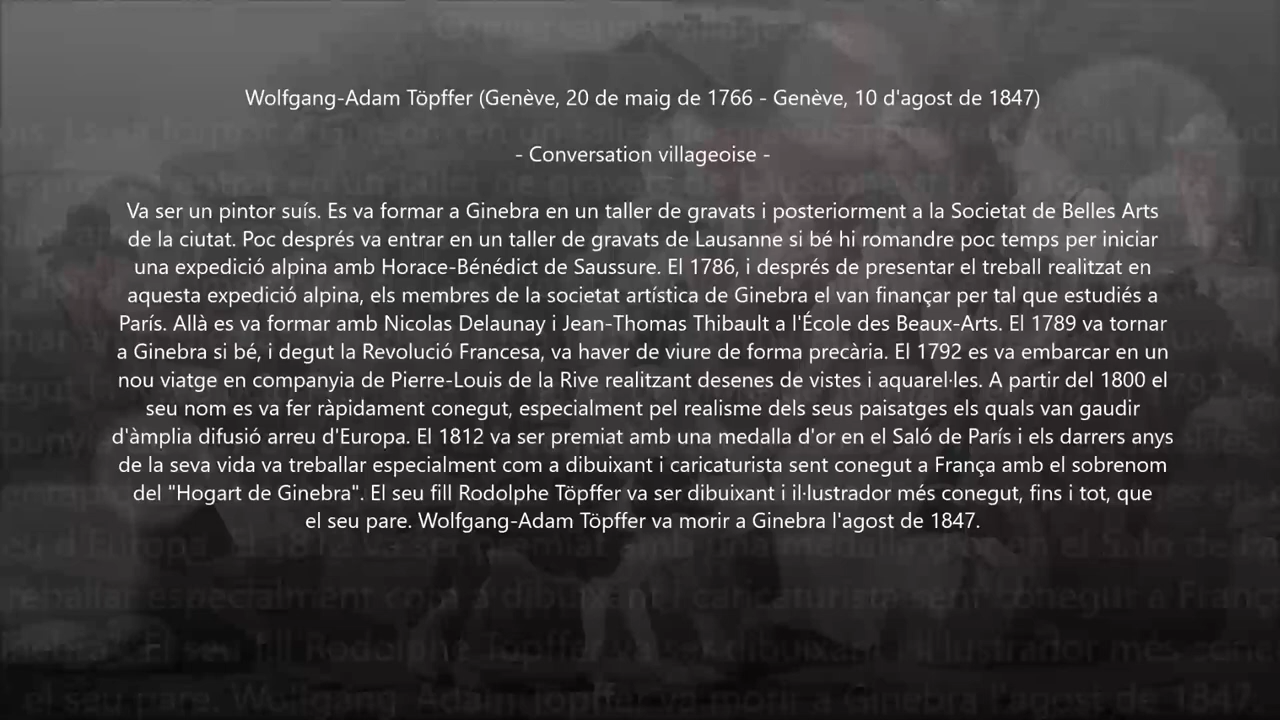 Wolfgang-Adam Töpffer (Genève, 20 de maig de 1766 - Genève, 10 d'agost de 1847)
- Conversation villageoise -
Va ser un pintor suís. Es va formar a Ginebra en un taller de gravats i posteriorment a la Societat de Belles Arts
de la ciutat. Poc després va entrar en un taller de gravats de Lausanne si bé hi romandre poc temps per iniciar
una expedició alpina amb Horace-Bénédict de Saussure. El 1786, i després de presentar el treball realitzat en
aquesta expedició alpina, els membres de la societat artística de Ginebra el van finançar per tal que estudiés a
París. Allà es va formar amb Nicolas Delaunay i Jean-Thomas Thibault a l'École des Beaux-Arts. El 1789 va tornar
a Ginebra si bé, i degut la Revolució Francesa, va haver de viure de forma precària. El 1792 es va embarcar en un
nou viatge en companyia de Pierre-Louis de la Rive realitzant desenes de vistes i aquarel·les. A partir del 1800 el
seu nom es va fer ràpidament conegut, especialment pel realisme dels seus paisatges els quals van gaudir
d'àmplia difusió arreu d'Europa. El 1812 va ser premiat amb una medalla d'or en el Saló de París i els darrers anys
de la seva vida va treballar especialment com a dibuixant i caricaturista sent conegut a França amb el sobrenom
del "Hogart de Ginebra". El seu fill Rodolphe Töpffer va ser dibuixant i il·lustrador més conegut, fins i tot, que
el seu pare. Wolfgang-Adam Töpffer va morir a Ginebra l'agost de 1847.